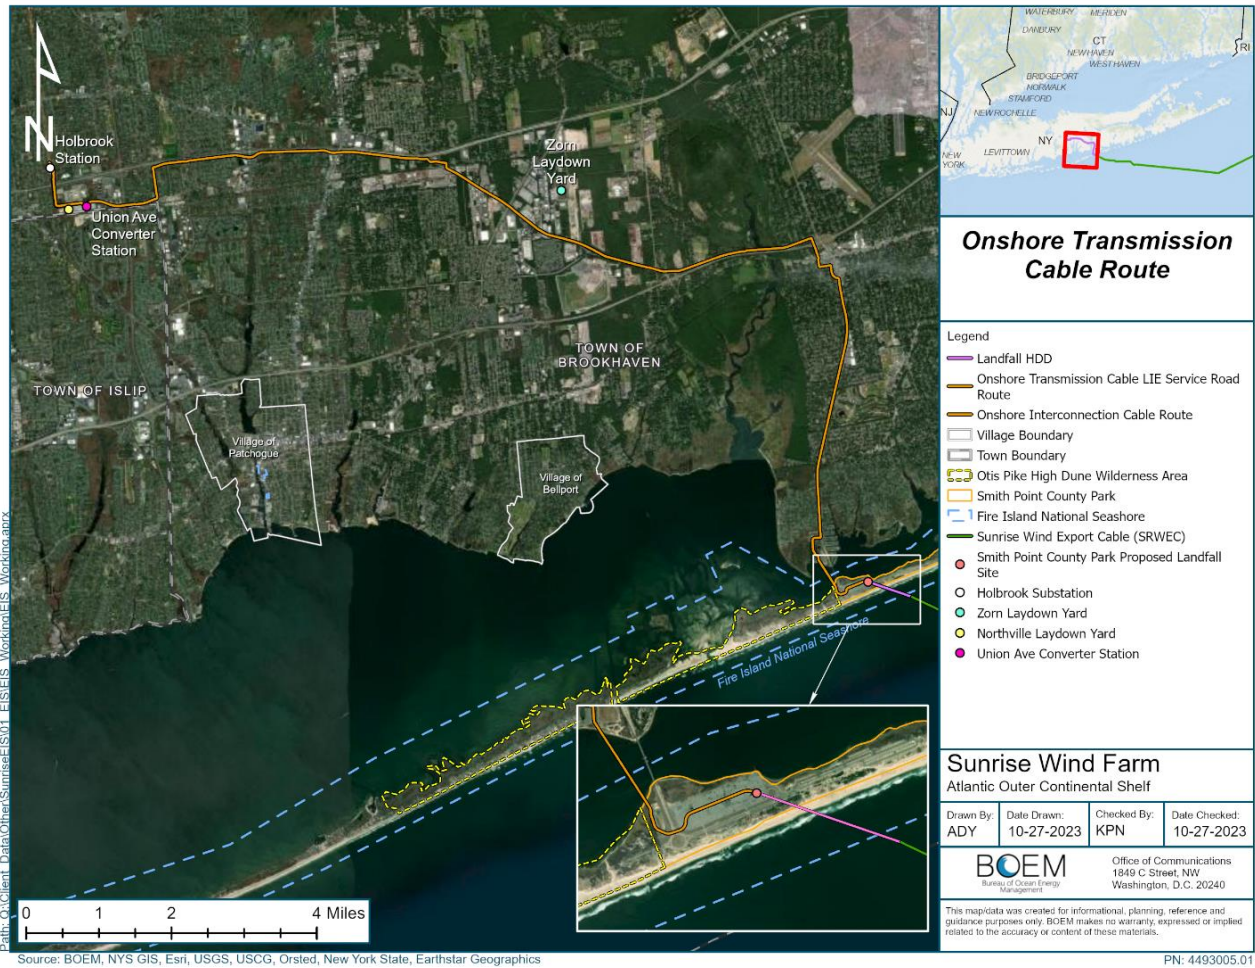 N
Holbrook
Station
Zorn
Laydown
Yard
Union Ave
Converter
Station
TOWN OF ISLIP
TOWN OF
BROOKHAVEN
Village of
Patchogue
Village of
Bellport
Fire Island National Seashore
0 1 2 4 Miles
Path: Q:\Client_Data\Other\SunriseEIS\01_EIS\EIS_Working\EIS_Working.aprx
Source: BOEM, NYS GIS, Esri, USGS, USCG, Orsted, New York State, Earthstar Geographics
WATERBURY MERIDEN
DANBURY
CT
RI
NEW HAVEN
WEST HAVEN
BRIDGEPORT
NORWALK
STAMFORD
NJ
NEW ROCHELLE
NY
LEVITTOWN
NEW
YORK
Onshore Transmission
Cable Route
Legend
Landfall HDD
Onshore Transmission Cable LIE Service Road
Route
Onshore Interconnection Cable Route
Village Boundary
Town Boundary
Otis Pike High Dune Wilderness Area
Smith Point County Park
Fire Island National Seashore
Sunrise Wind Export Cable (SRWEC)
Smith Point County Park Proposed Landfall
Site
Holbrook Substation
Zorn Laydown Yard
Northville Laydown Yard
Union Ave Converter Station
Sunrise Wind Farm
Atlantic Outer Continental Shelf
Drawn By: Date Drawn: Checked By: Date Checked:
ADY 10-27-2023 KPN 10-27-2023
BOEM
Bureau of Ocean Energy
Management
Office of Communications
1849 C Street, NW
Washington, D.C. 20240
This map/data was created for informational, planning, reference and
guidance purposes only. BOEM makes no warranty, expressed or implied
related to the accuracy or content of these materials.
PN: 4493005.01